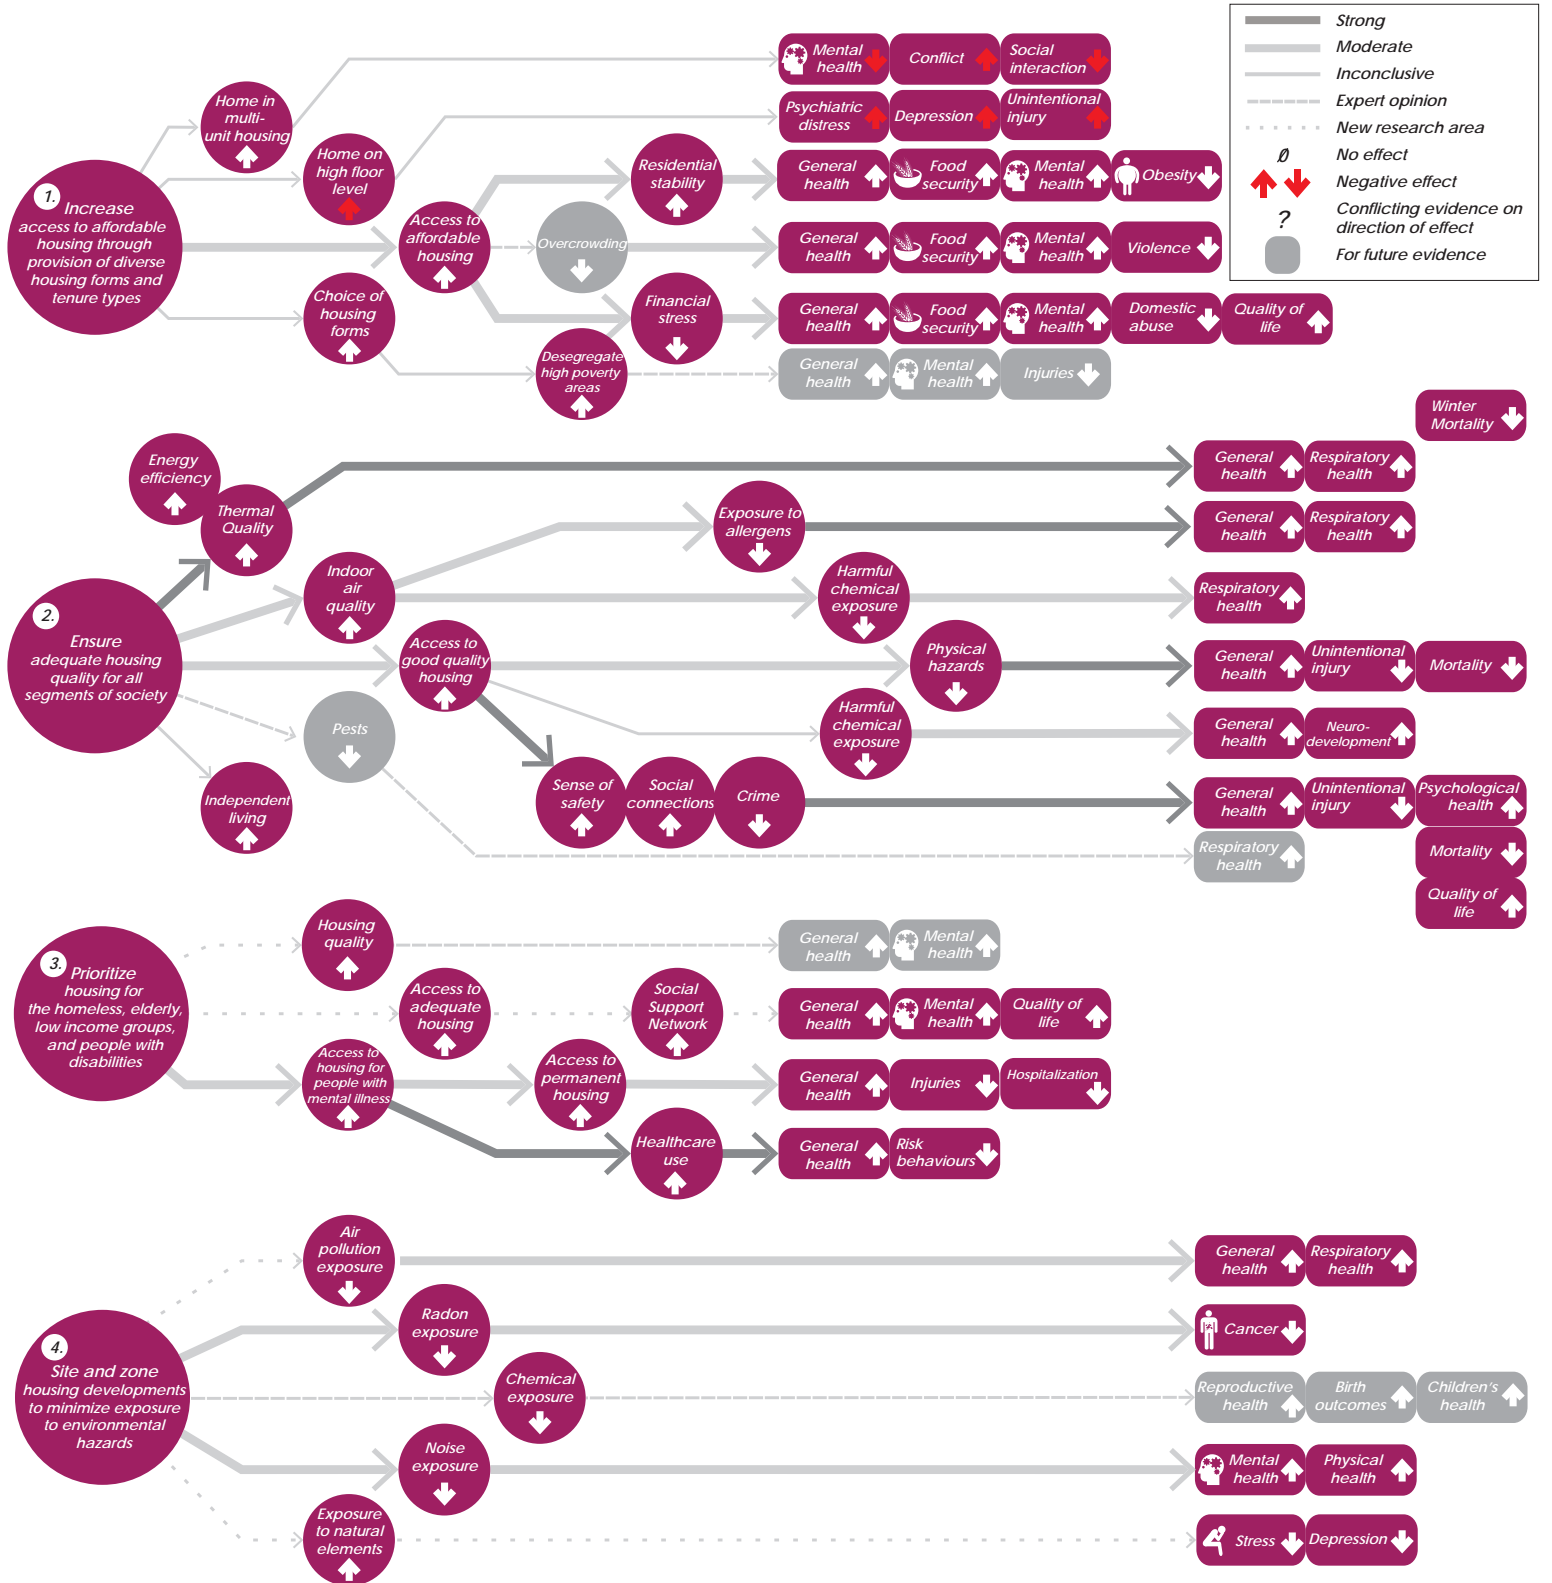 Strong
Moderate
Inconclusive
Expert opinion
New research area
Ø
No effect
Negative effect
?
Conflicting evidence on
direction of effect
For future evidence
1.
Increase
access to affordable
housing through
provision of diverse
housing forms and
tenure types
Home in
multi-
unit housing
Mental
health
Conflict
Social
interaction
Home on
high floor
level
Psychiatric
distress
Depression
Unintentional
injury
Access to
affordable
housing
Residential
stability
General
health
Food
security
Mental
health
Obesity
Overcrowding
General
health
Food
security
Mental
health
Violence
Financial
stress
General
health
Food
security
Mental
health
Domestic
abuse
Quality of
life
Choice of
housing
forms
Desegregate
high poverty
areas
General
health
Mental
health
Injuries
2.
Ensure
adequate housing
quality for all
segments of society
Energy
efficiency
Thermal
Quality
General
health
Respiratory
health
Winter
Mortality
Indoor
air
quality
Exposure to
allergens
General
health
Respiratory
health
Harmful
chemical
exposure
Respiratory
health
Access to
good quality
housing
Physical
hazards
General
health
Unintentional
injury
Mortality
Harmful
chemical
exposure
General
health
Neuro-
development
Sense of
safety
Social
connections
Crime
General
health
Unintentional
injury
Psychological
health
Mortality
Quality of
life
Pests
Respiratory
health
Independent
living
3.
Prioritize
housing for
the homeless, elderly,
low income groups,
and people with
disabilities
Housing
quality
General
health
Mental
health
Access to
adequate
housing
Social
Support
Network
General
health
Mental
health
Quality of
life
Access to
housing for
people with
mental illness
Access to
permanent
housing
General
health
Injuries
Hospitalization
Healthcare
use
General
health
Risk
behaviours
4.
Site and zone
housing developments
to minimize exposure
to environmental
hazards
Air
pollution
exposure
General
health
Respiratory
health
Radon
exposure
Cancer
Chemical
exposure
Reproductive
health
Birth
outcomes
Children's
health
Noise
exposure
Mental
health
Physical
health
Exposure
to natural
elements
Stress
Depression